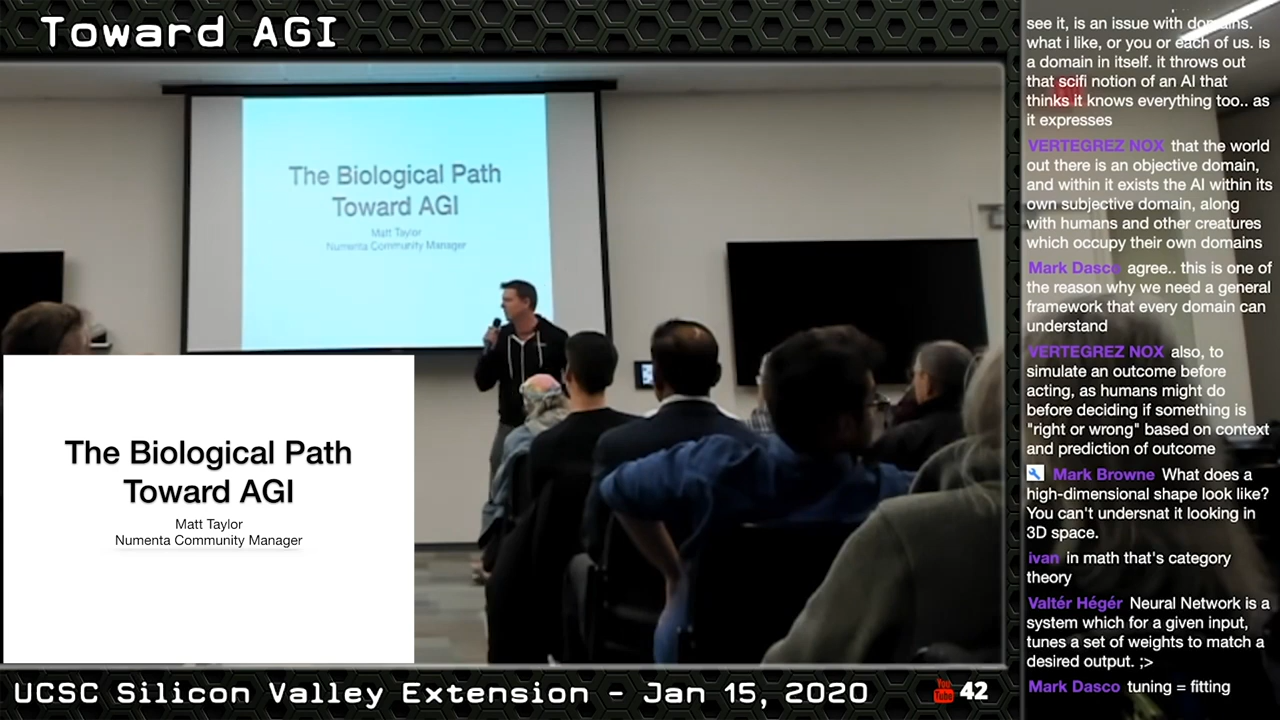 Toward AGI
The Biological Path
Toward AGI
Matt Taylor
Numenta Community Manager
The Biological Path
Toward AGI
Matt Taylor
Numenta Community Manager
UCSC Silicon Valley Extension - Jan 15, 2020
You
Tube
42
see it, is an issue with domains.
what i like, or you or each of us. is
a domain in itself. it throws out
that scifi notion of an AI that
thinks it knows everything too.. as
it expresses
VERTEGREZ NOX that the world
out there is an objective domain,
and within it exists the AI within its
own subjective domain, along
with humans and other creatures
which occupy their own domains
Mark Dasco agree.. this is one of
the reason why we need a general
framework that every domain can
understand
VERTEGREZ NOX also, to
simulate an outcome before
acting, as humans might do
before deciding if something is
"right or wrong" based on context
and prediction of outcome
Mark Browne What does a
high-dimensional shape look like?
You can't undersnat it looking in
3D space.
ivan in math that's category
theory
Valtér Hégér Neural Network is a
system which for a given input,
tunes a set of weights to match a
desired output. ;>
Mark Dasco tuning = fitting